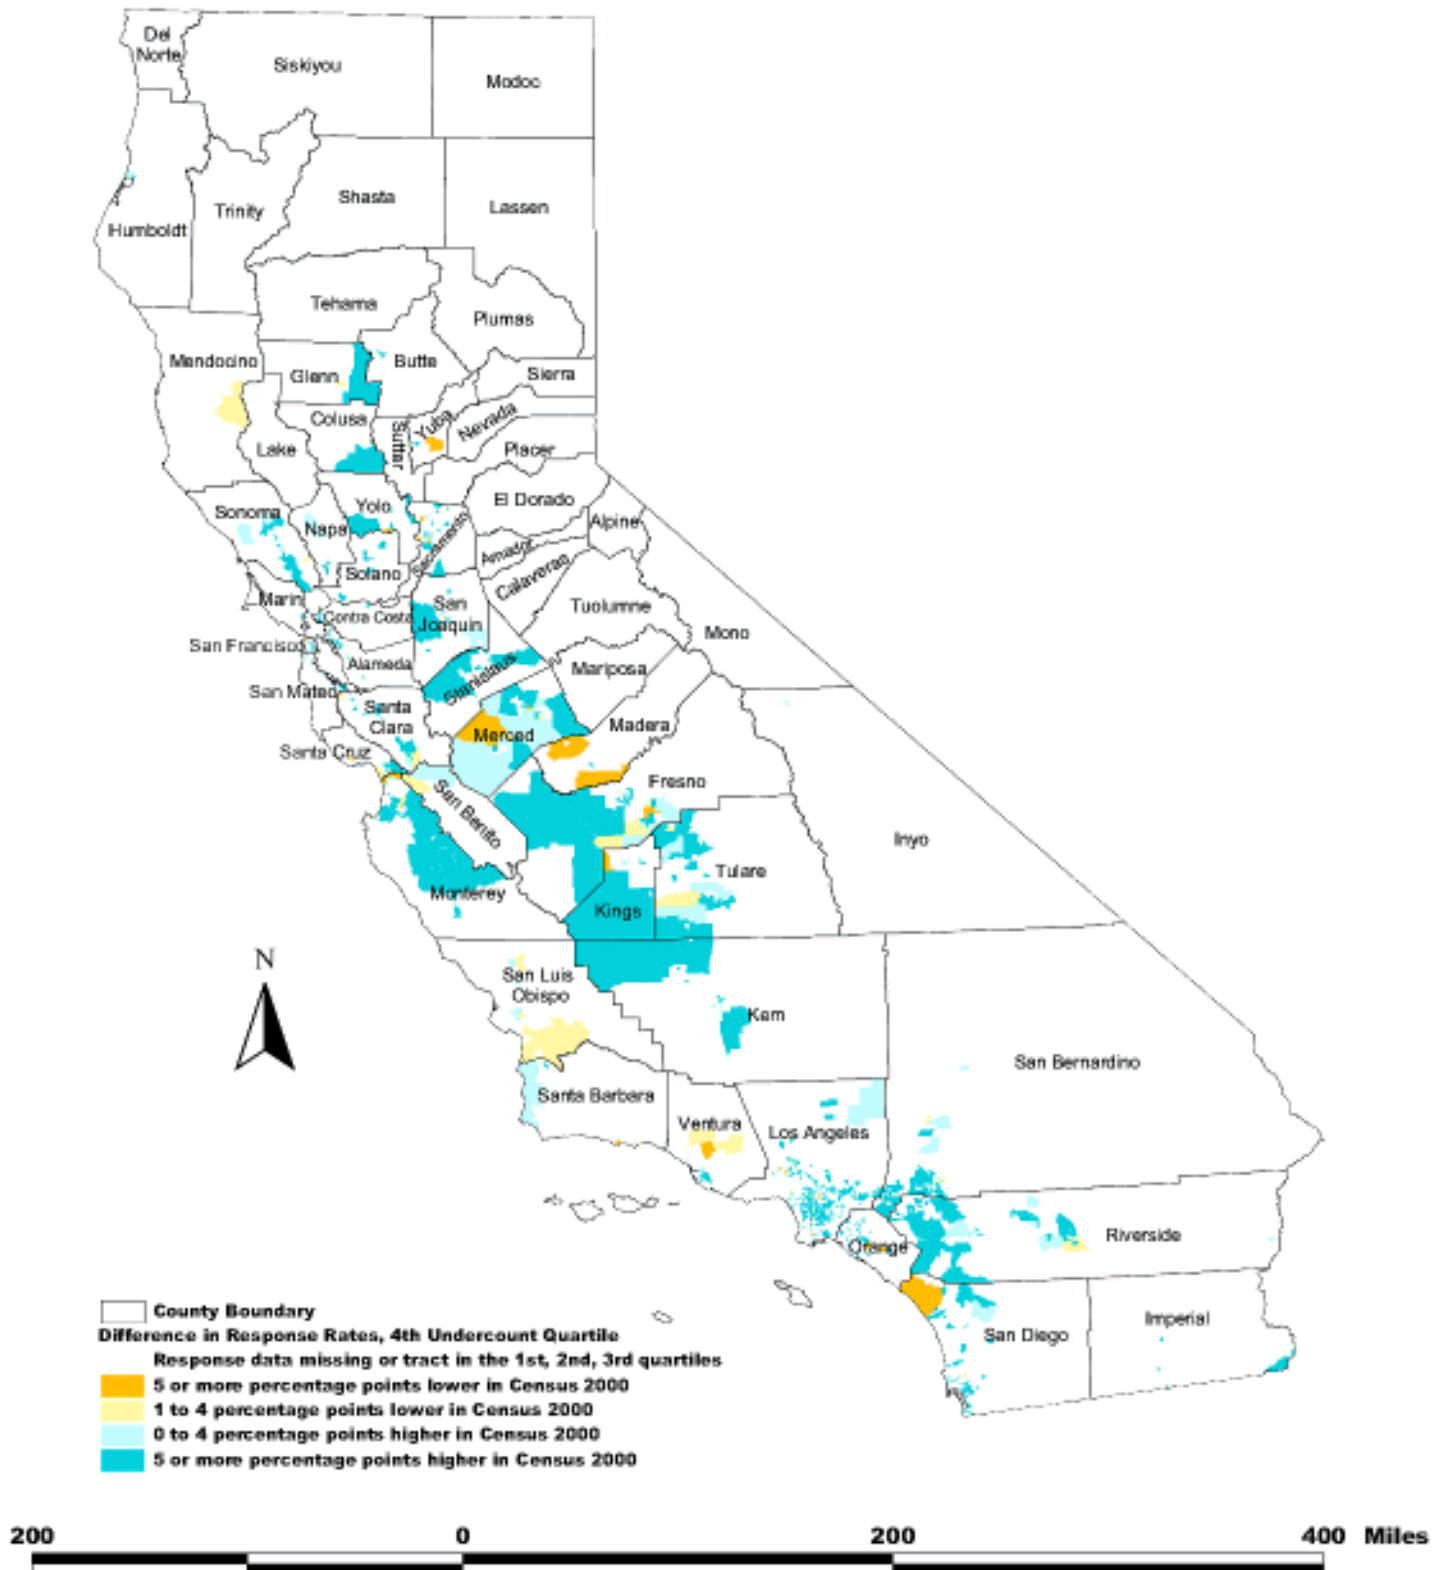 Del
Norte
Siskiyou
Modoc
Shasta
Lassen
Trinity
Humboldt
Tehama
Plumas
Mendocino
Glenn
Butte
Sierra
Colusa
Sutter
Yuba
Nevada
Lake
Placer
Sonoma
Napa
Yolo
El Dorado
Alpine
Sacramento
Amador
Calaveras
Solano
Marin
Contra Costa
San
Joaquin
Tuolumne
Mono
San Francisco
Alameda
Stanislaus
Mariposa
San Mateo
Santa
Clara
Merced
Madera
Santa Cruz
Fresno
San Benito
Inyo
Tulare
Monterey
Kings
N
San Luis
Obispo
Kern
San Bernardino
Santa Barbara
Ventura
Los Angeles
Orange
Riverside
Imperial
San Diego
County Boundary
Difference in Response Rates, 4th Undercount Quartile
Response data missing or tract in the 1st, 2nd, 3rd quartiles
5 or more percentage points lower in Census 2000
1 to 4 percentage points lower in Census 2000
0 to 4 percentage points higher in Census 2000
5 or more percentage points higher in Census 2000
200 0 200 400 Miles